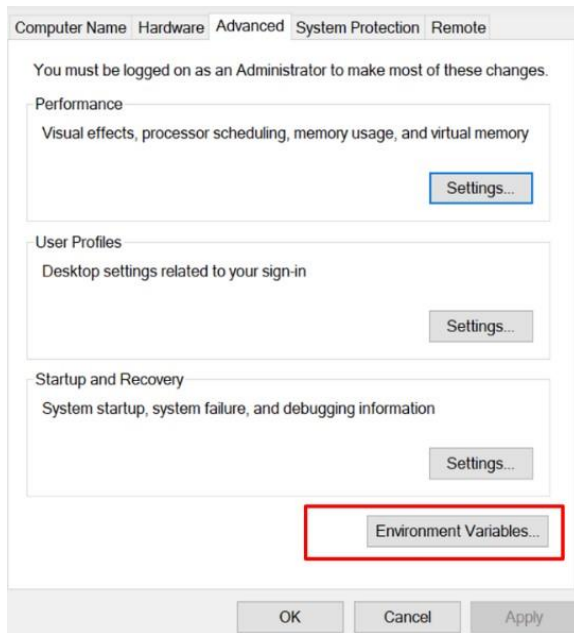 Computer Name Hardware Advanced System Protection Remote
You must be logged on as an Administrator to make most of these changes.
Performance
Visual effects, processor scheduling, memory usage, and virtual memory
Settings...
User Profiles
Desktop settings related to your sign-in
Settings...
Startup and Recovery
System startup, system failure, and debugging information
Settings...
Environment Variables...
OK Cancel Apply